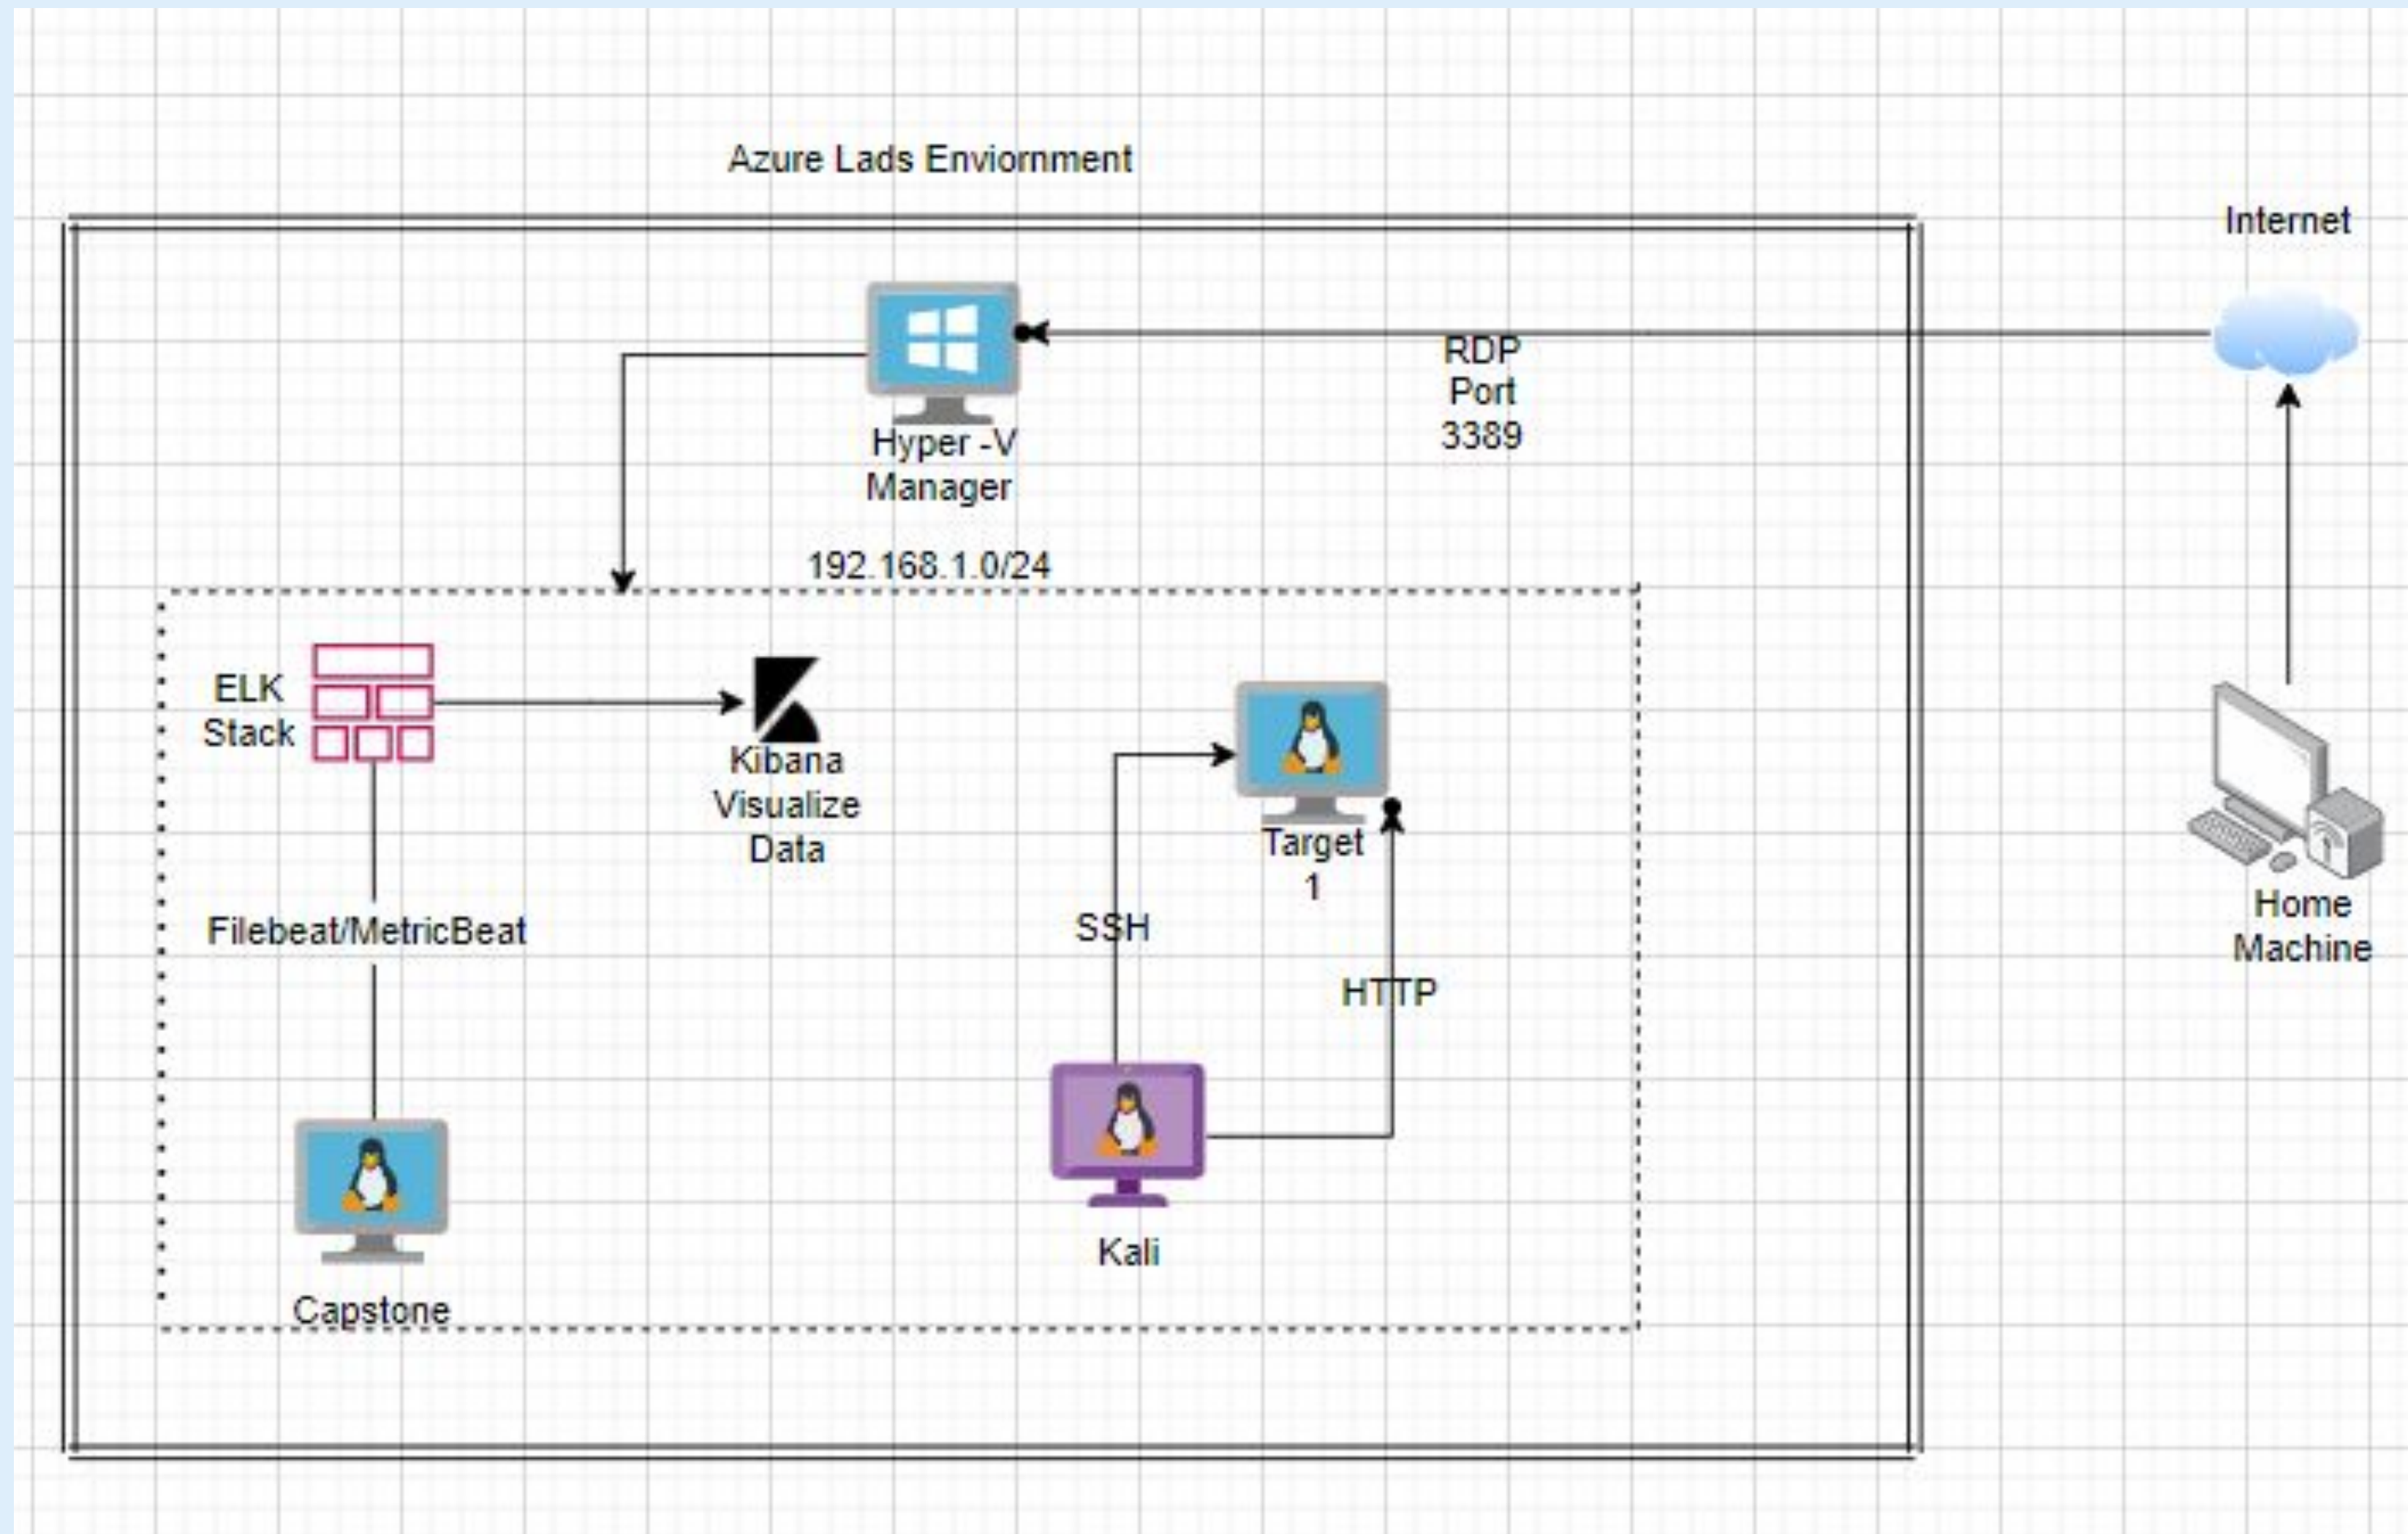 Azure Lads Enviornment
Internet
RDP
Port
3389
Hyper -V
Manager
192.168.1.0/24
ELK
Stack
Kibana
Visualize
Data
Target
1
Home
Machine
Filebeat/MetricBeat
SSH
HTTP
Kali
Capstone